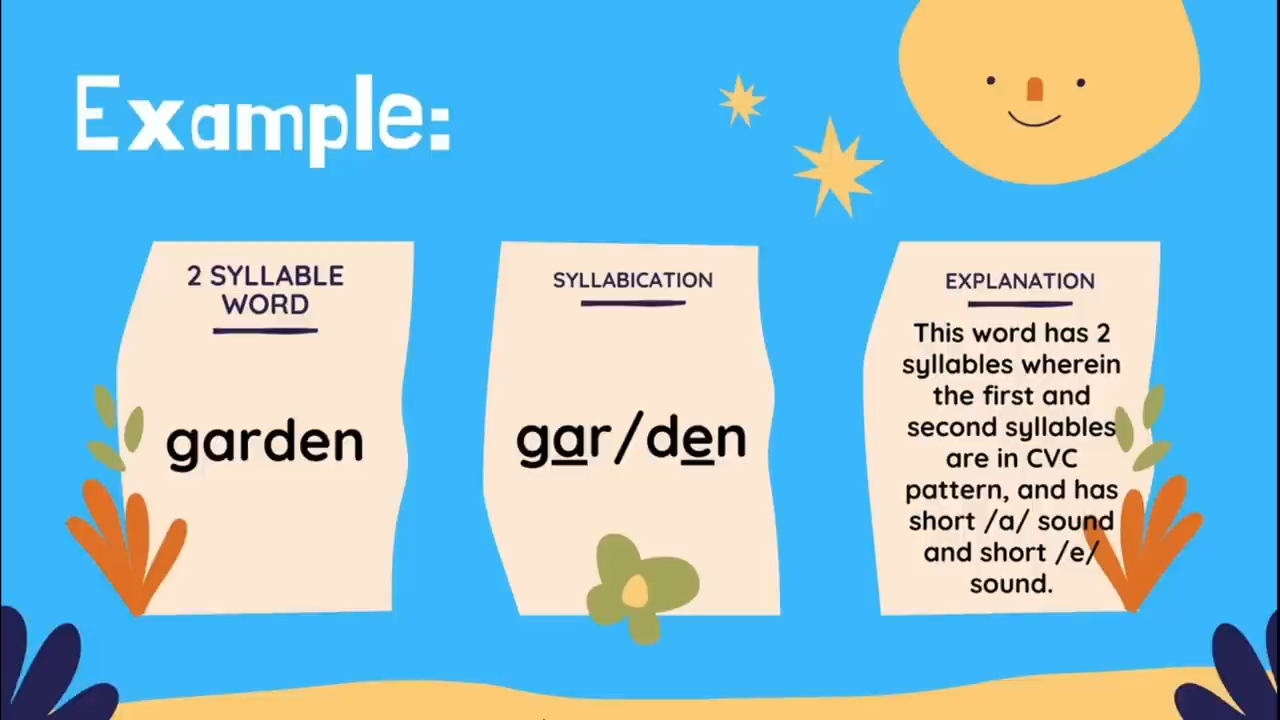 Example:
2 SYLLABLE
WORD
garden
SYLLABICATION
gar/den
EXPLANATION
This word has 2
syllables wherein
the first and
second syllables
are in CVC
pattern, and has
short /a/ sound
and short /e/
sound.